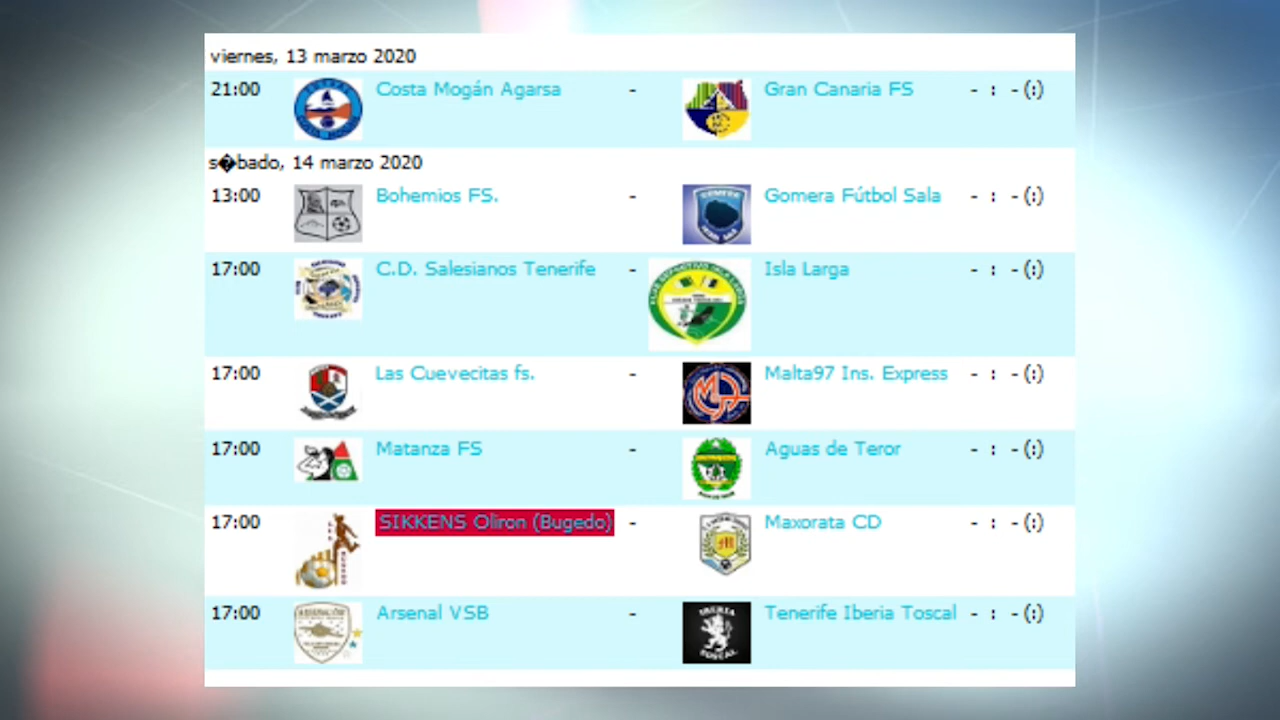 viernes, 13 marzo 2020
21:00 Costa Mogán Agarsa - Gran Canaria FS - : - (:)
s�bado, 14 marzo 2020
13:00 Bohemios FS. - Gomera Fútbol Sala - : - (:)
17:00 C.D. Salesianos Tenerife - Isla Larga - : - (:)
17:00 Las Cuevecitas fs. - Malta97 Ins. Express - : - (:)
17:00 Matanza FS - Aguas de Teror - : - (:)
17:00 SIKKENS Oliron (Bugedo) - Maxorata CD - : - (:)
17:00 Arsenal VSB - IBERIA TOSCAL Tenerife Iberia Toscal - : - (:)